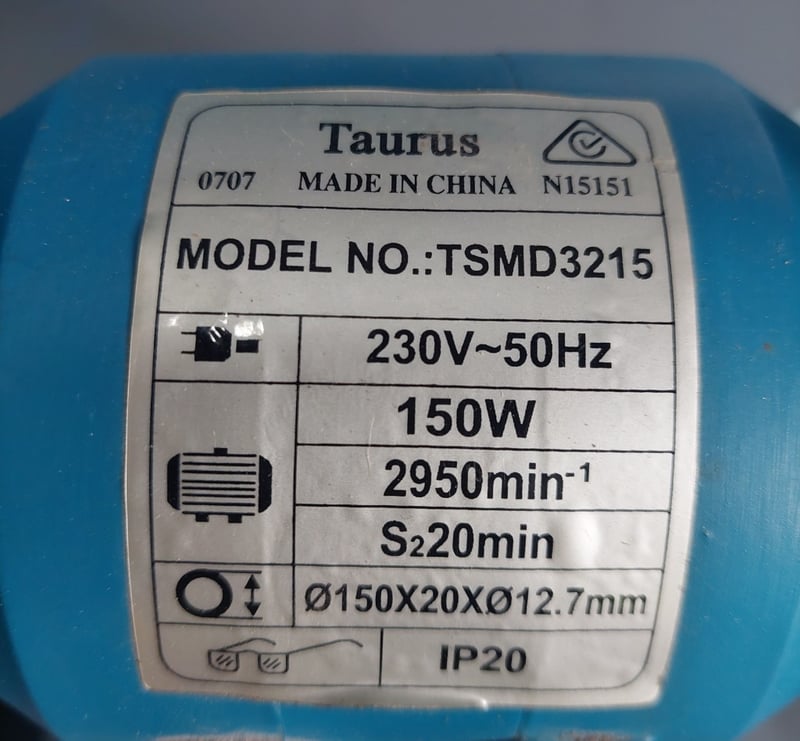 Taurus
0707 MADE IN CHINA N15151
MODEL NO.:TSMD3215
230V~50Hz
150W
2950min⁻¹
S₂20min
Ø150X20XØ12.7mm
IP20